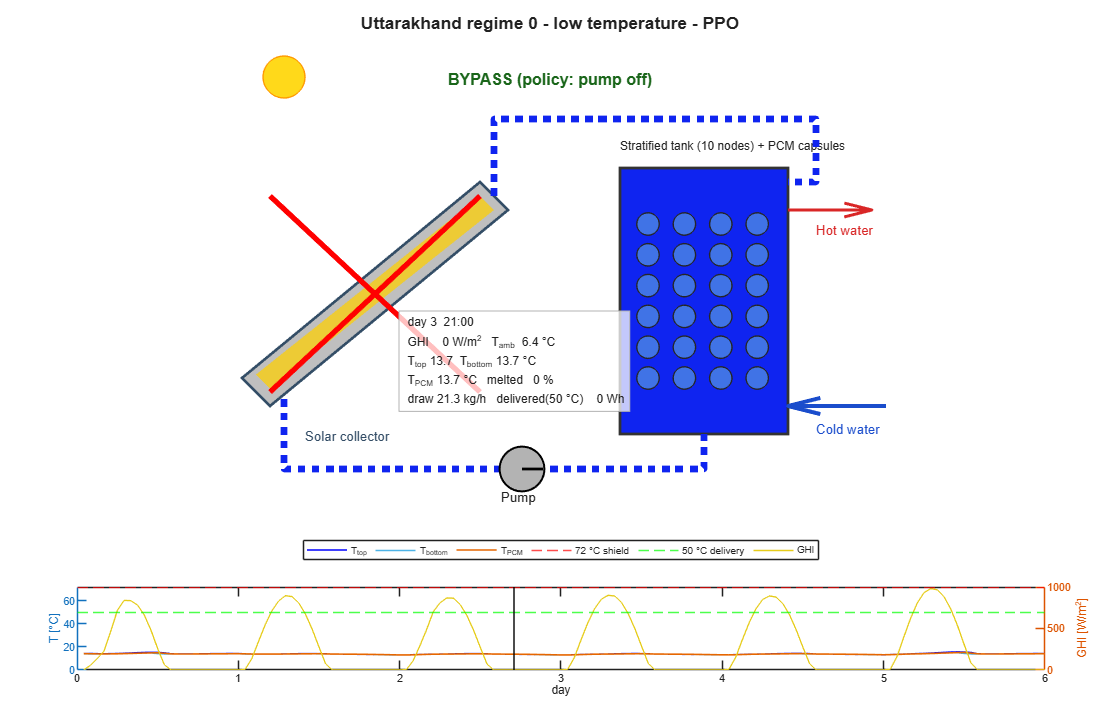 Uttarakhand regime 0 - low temperature - PPO
BYPASS (policy: pump off)
Stratified tank (10 nodes) + PCM capsules
Hot water
day 3 21:00
GHI 0 W/m² Tamb 6.4 °C
Ttop 13.7 Tbottom 13.7 °C
TPCM 13.7 °C melted 0 %
draw 21.3 kg/h delivered(50 °C) 0 Wh
Cold water
Solar collector
Pump
Ttop Tbottom TPCM 72 °C shield 50 °C delivery GHI
T [°C]
60
40
20
0
1000
500
0
GHI [W/m²]
0 1 2 3 4 5 6
day